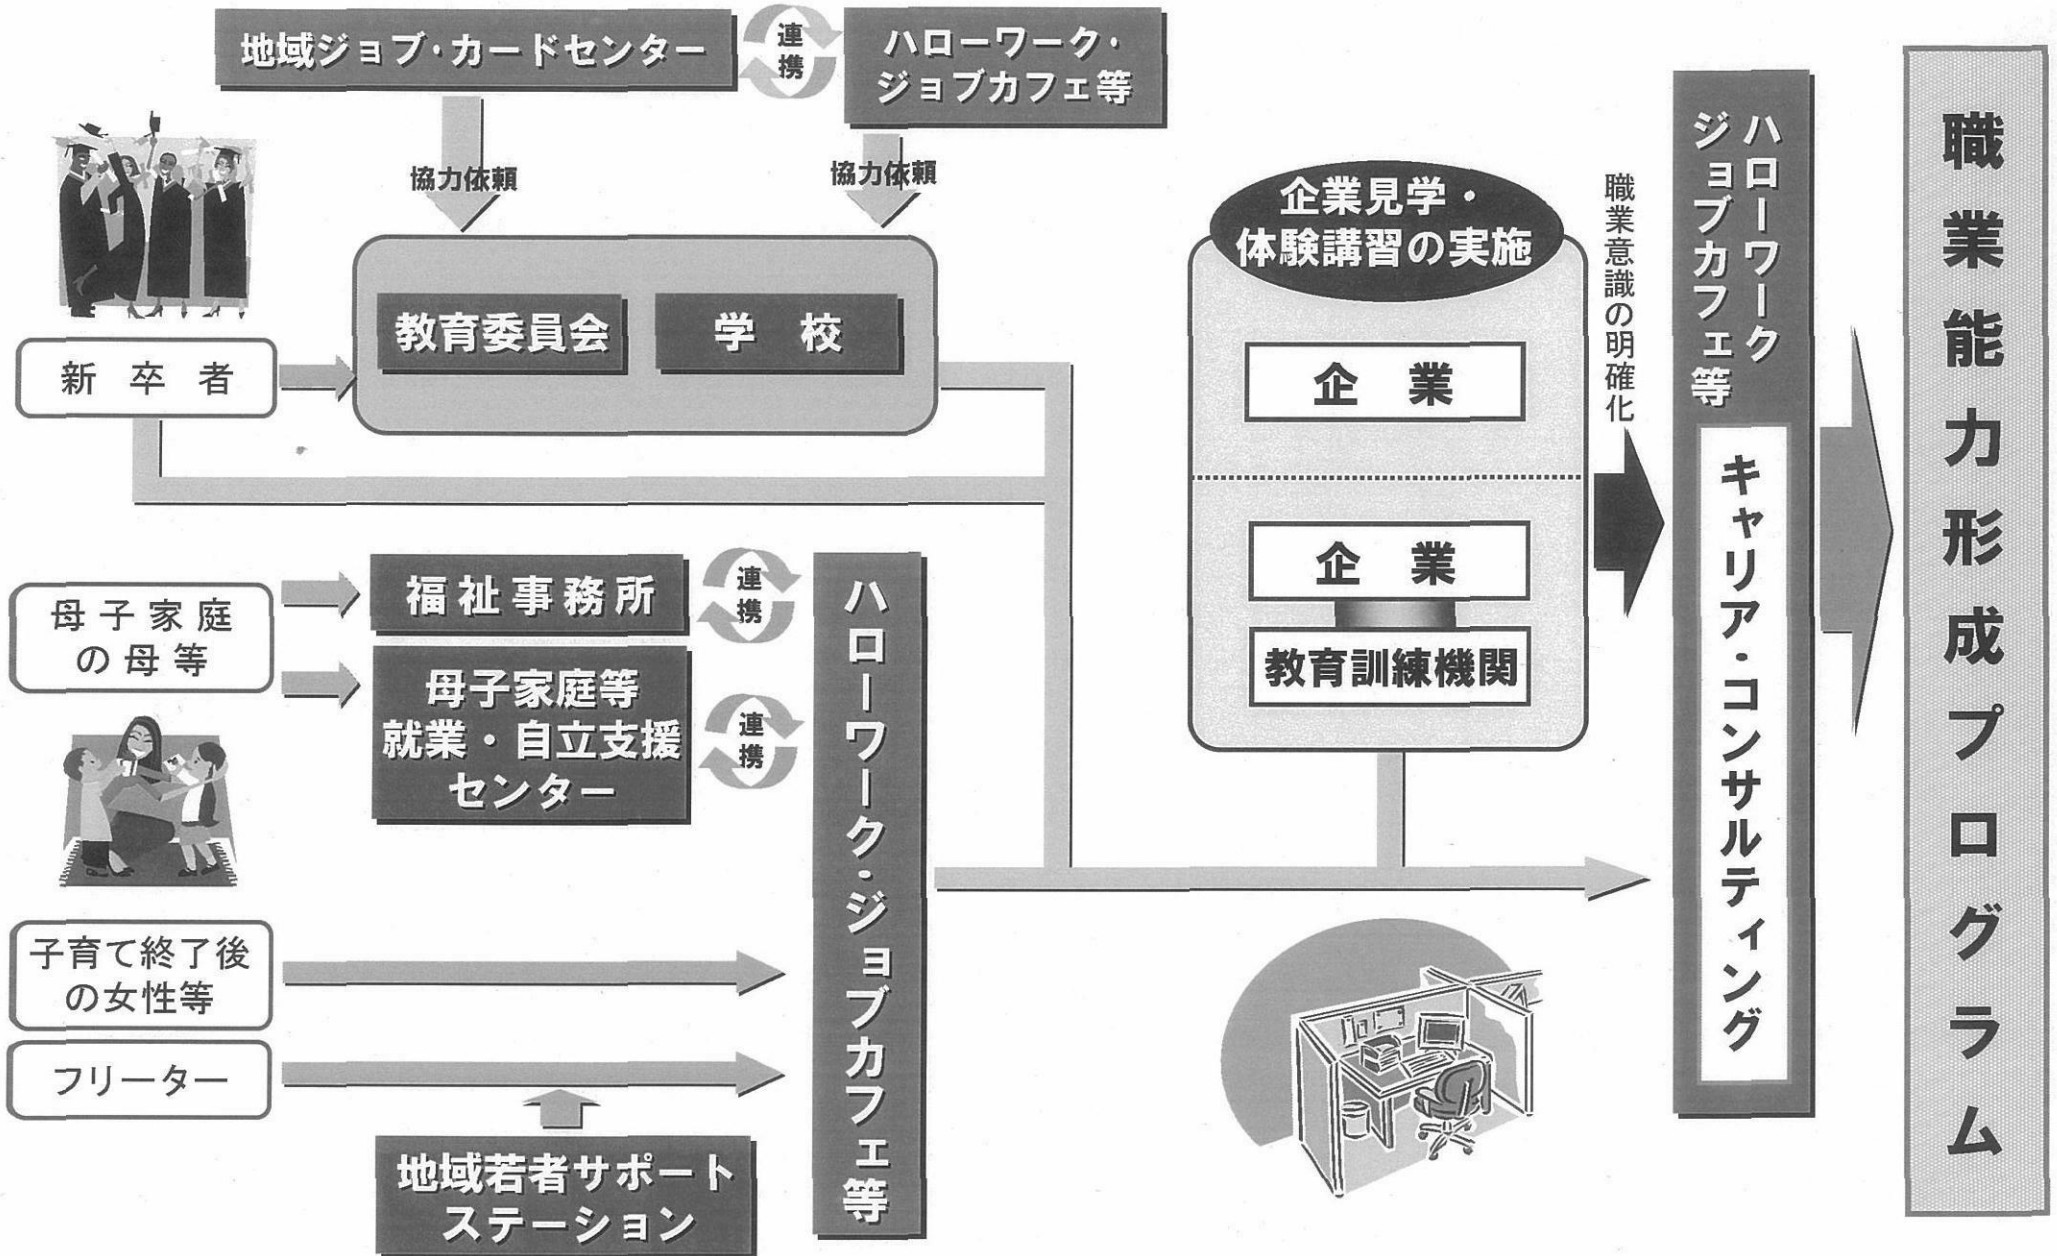 地域ジョブ・カードセンター
連
携
ハローワーク・
ジョブカフェ等
協力依頼
協力依頼
教育委員会
学 校
新 卒 者
母 子 家 庭
の 母 等
福 祉 事 務 所
連
携
母子家庭等
就業・自立支援
センター
連
携
子育て終了後
の女性等
フリーター
地域若者サポート
ステーション
ハローワーク・ジョブカフェ等
企業見学・
体験講習の実施
企 業
企 業
教育訓練機関
職業意識の明確化
ハローワーク
ジョブカフェ等
キャリア・コンサルティング
職業能力形成プログラム